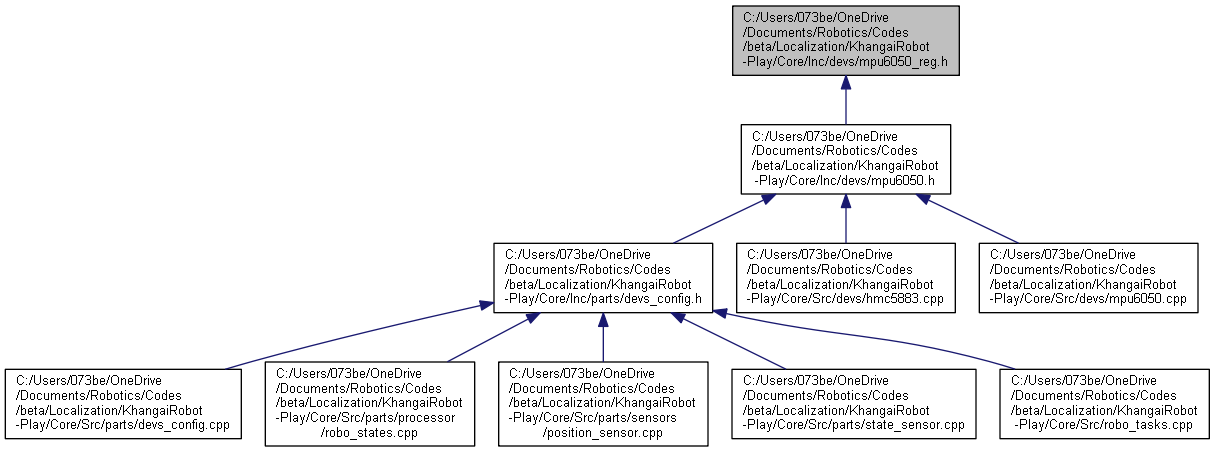 C:/Users/073be/OneDrive
/Documents/Robotics/Codes
/beta/Localization/KhangaiRobot
-Play/Core/Inc/devs/mpu6050_reg.h
C:/Users/073be/OneDrive
/Documents/Robotics/Codes
/beta/Localization/KhangaiRobot
-Play/Core/Inc/devs/mpu6050.h
C:/Users/073be/OneDrive
/Documents/Robotics/Codes
/beta/Localization/KhangaiRobot
-Play/Core/Inc/parts/devs_config.h
C:/Users/073be/OneDrive
/Documents/Robotics/Codes
/beta/Localization/KhangaiRobot
-Play/Core/Src/devs/hmc5883.cpp
C:/Users/073be/OneDrive
/Documents/Robotics/Codes
/beta/Localization/KhangaiRobot
-Play/Core/Src/devs/mpu6050.cpp
C:/Users/073be/OneDrive
/Documents/Robotics/Codes
/beta/Localization/KhangaiRobot
-Play/Core/Src/parts/devs_config.cpp
C:/Users/073be/OneDrive
/Documents/Robotics/Codes
/beta/Localization/KhangaiRobot
-Play/Core/Src/parts/processor
/robo_states.cpp
C:/Users/073be/OneDrive
/Documents/Robotics/Codes
/beta/Localization/KhangaiRobot
-Play/Core/Src/parts/sensors
/position_sensor.cpp
C:/Users/073be/OneDrive
/Documents/Robotics/Codes
/beta/Localization/KhangaiRobot
-Play/Core/Src/parts/state_sensor.cpp
C:/Users/073be/OneDrive
/Documents/Robotics/Codes
/beta/Localization/KhangaiRobot
-Play/Core/Src/robo_tasks.cpp